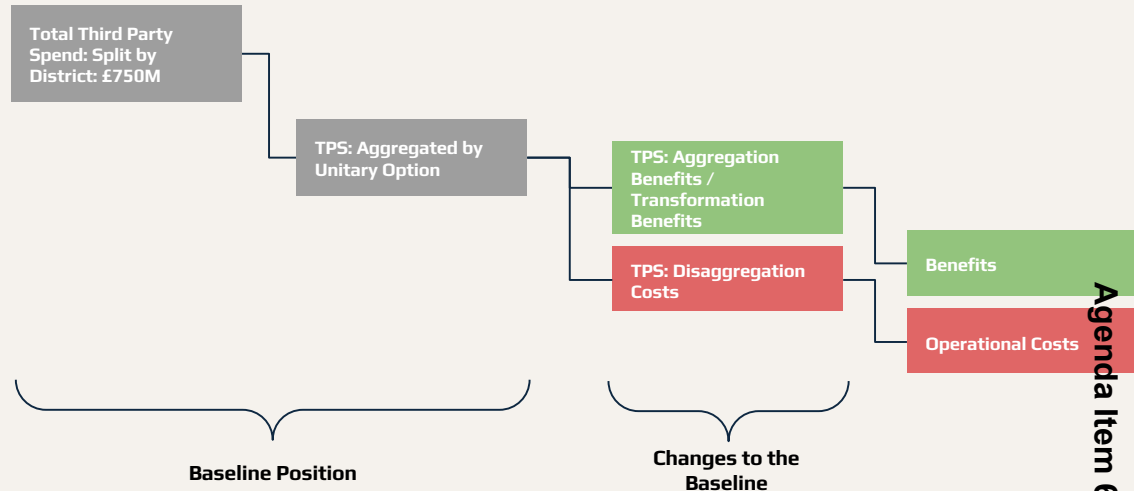 Total Third Party
Spend: Split by
District: £750M
TPS: Aggregated by
Unitary Option
TPS: Aggregation
Benefits /
Transformation
Benefits
TPS: Disaggregation
Costs
Benefits
Operational Costs
Baseline Position
Changes to the
Baseline
Agenda Item